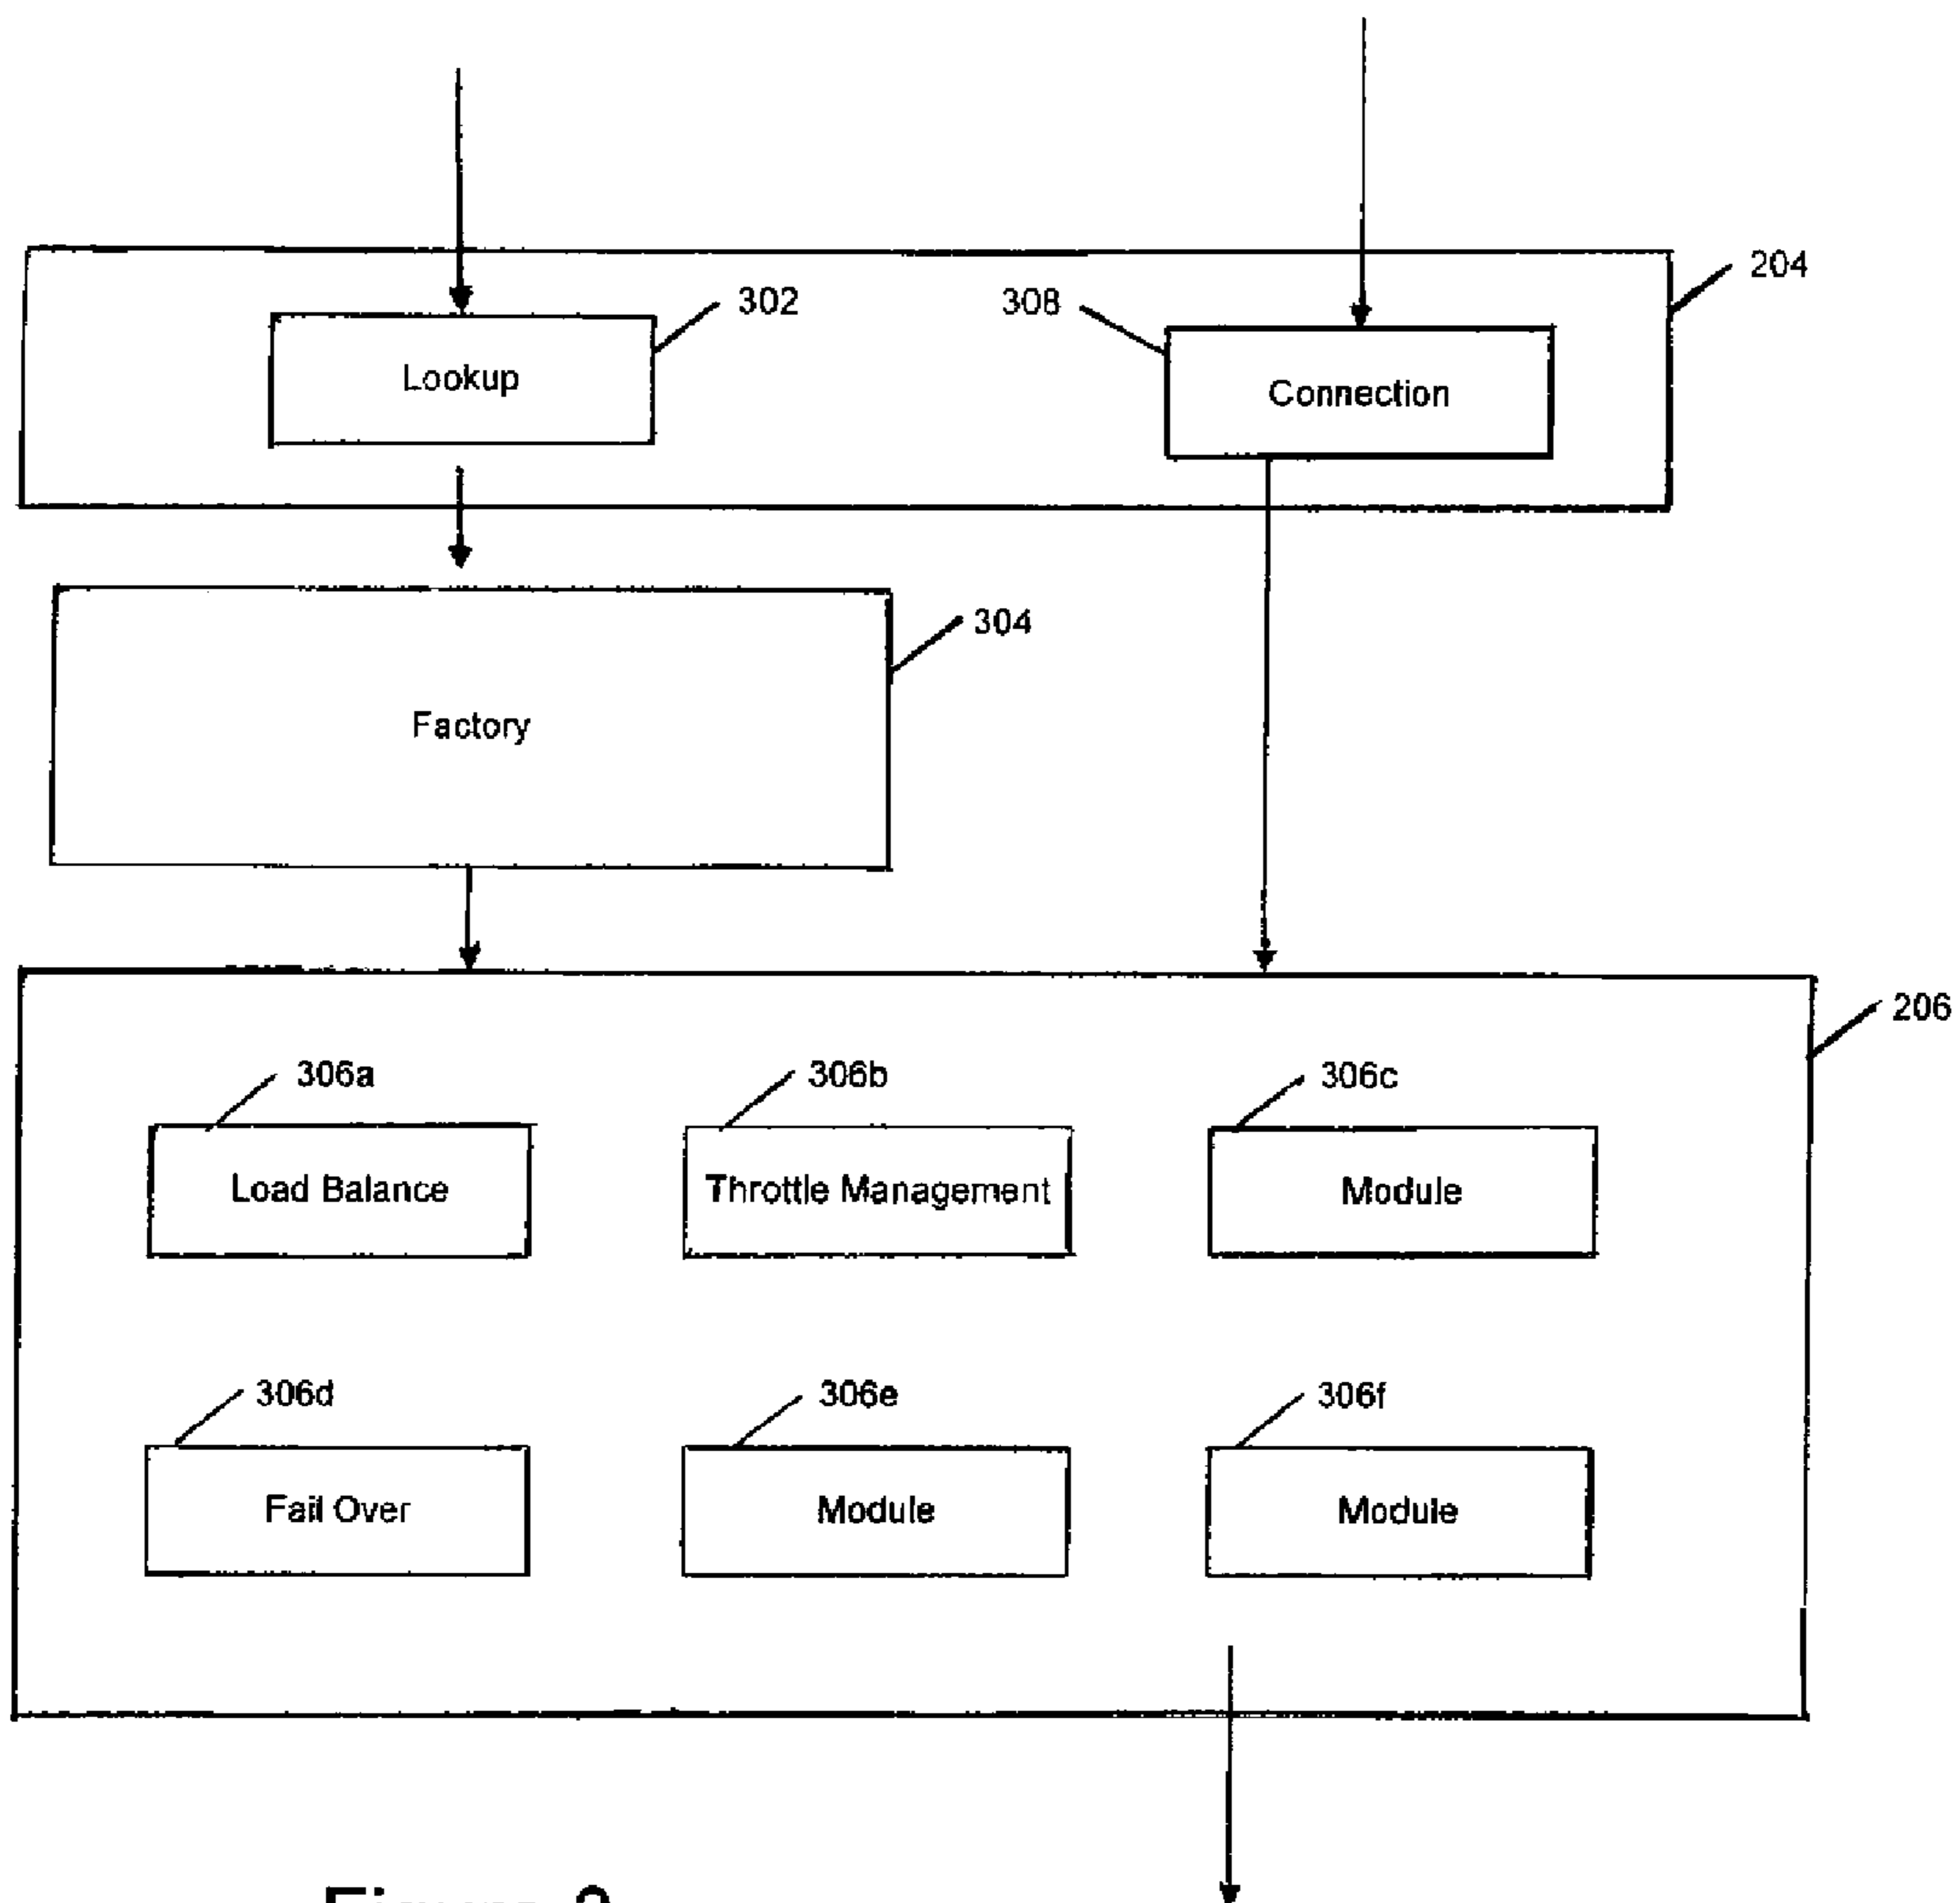 204
302
308
Lookup
Connection
304
Factory
206
306a
306b
306c
Load Balance
Throttle Management
Module
306d
306e
306f
Fail Over
Module
Module